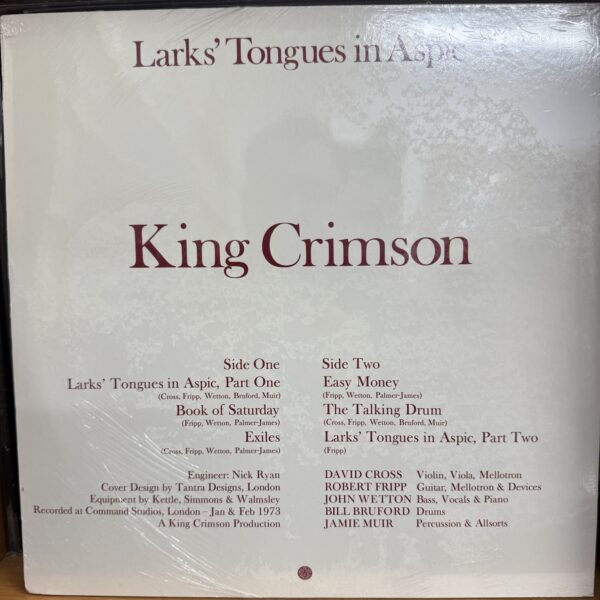 Larks' Tongues in Aspic
King Crimson
Side One
Larks' Tongues in Aspic, Part One
(Cross, Fripp, Wetton, Bruford, Muir)
Book of Saturday
(Fripp, Wetton, Palmer-James)
Exiles
(Cross, Fripp, Wetton, Palmer-James)
Side Two
Easy Money
(Fripp, Wetton, Palmer-James)
The Talking Drum
(Cross, Fripp, Wetton, Bruford, Muir)
Larks' Tongues in Aspic, Part Two
(Fripp)
Engineer: Nick Ryan
Cover Design by Tantra Designs, London
Equipment by Kettle, Simmons & Walmsley
Recorded at Command Studios, London – Jan & Feb 1973
A King Crimson Production
DAVID CROSS Violin, Viola, Mellotron
ROBERT FRIPP Guitar, Mellotron & Devices
JOHN WETTON Bass, Vocals & Piano
BILL BRUFORD Drums
JAMIE MUIR Percussion & Allsorts